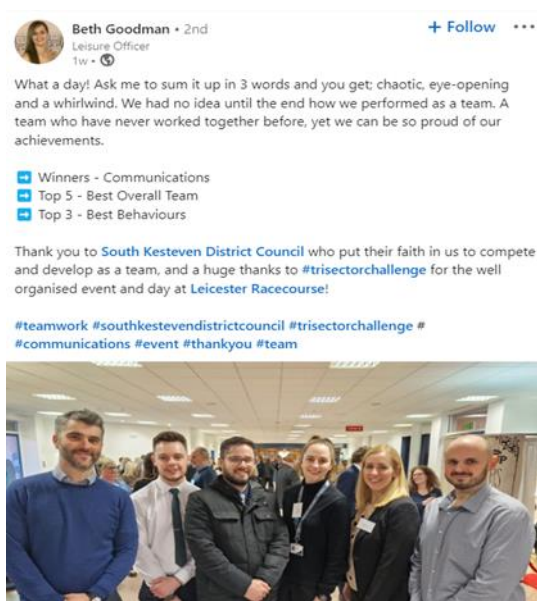 Beth Goodman • 2nd
+ Follow •••
Leisure Officer
1w •
What a day! Ask me to sum it up in 3 words and you get; chaotic, eye-opening
and a whirlwind. We had no idea until the end how we performed as a team. A
team who have never worked together before, yet we can be so proud of our
achievements.
Winners - Communications
Top 5 - Best Overall Team
Top 3 - Best Behaviours
Thank you to South Kesteven District Council who put their faith in us to compete
and develop as a team, and a huge thanks to #trisectorchallenge for the well
organised event and day at Leicester Racecourse!
#teamwork #southkestevendistrictcouncil #trisectorchallenge #
#communications #event #thankyou #team